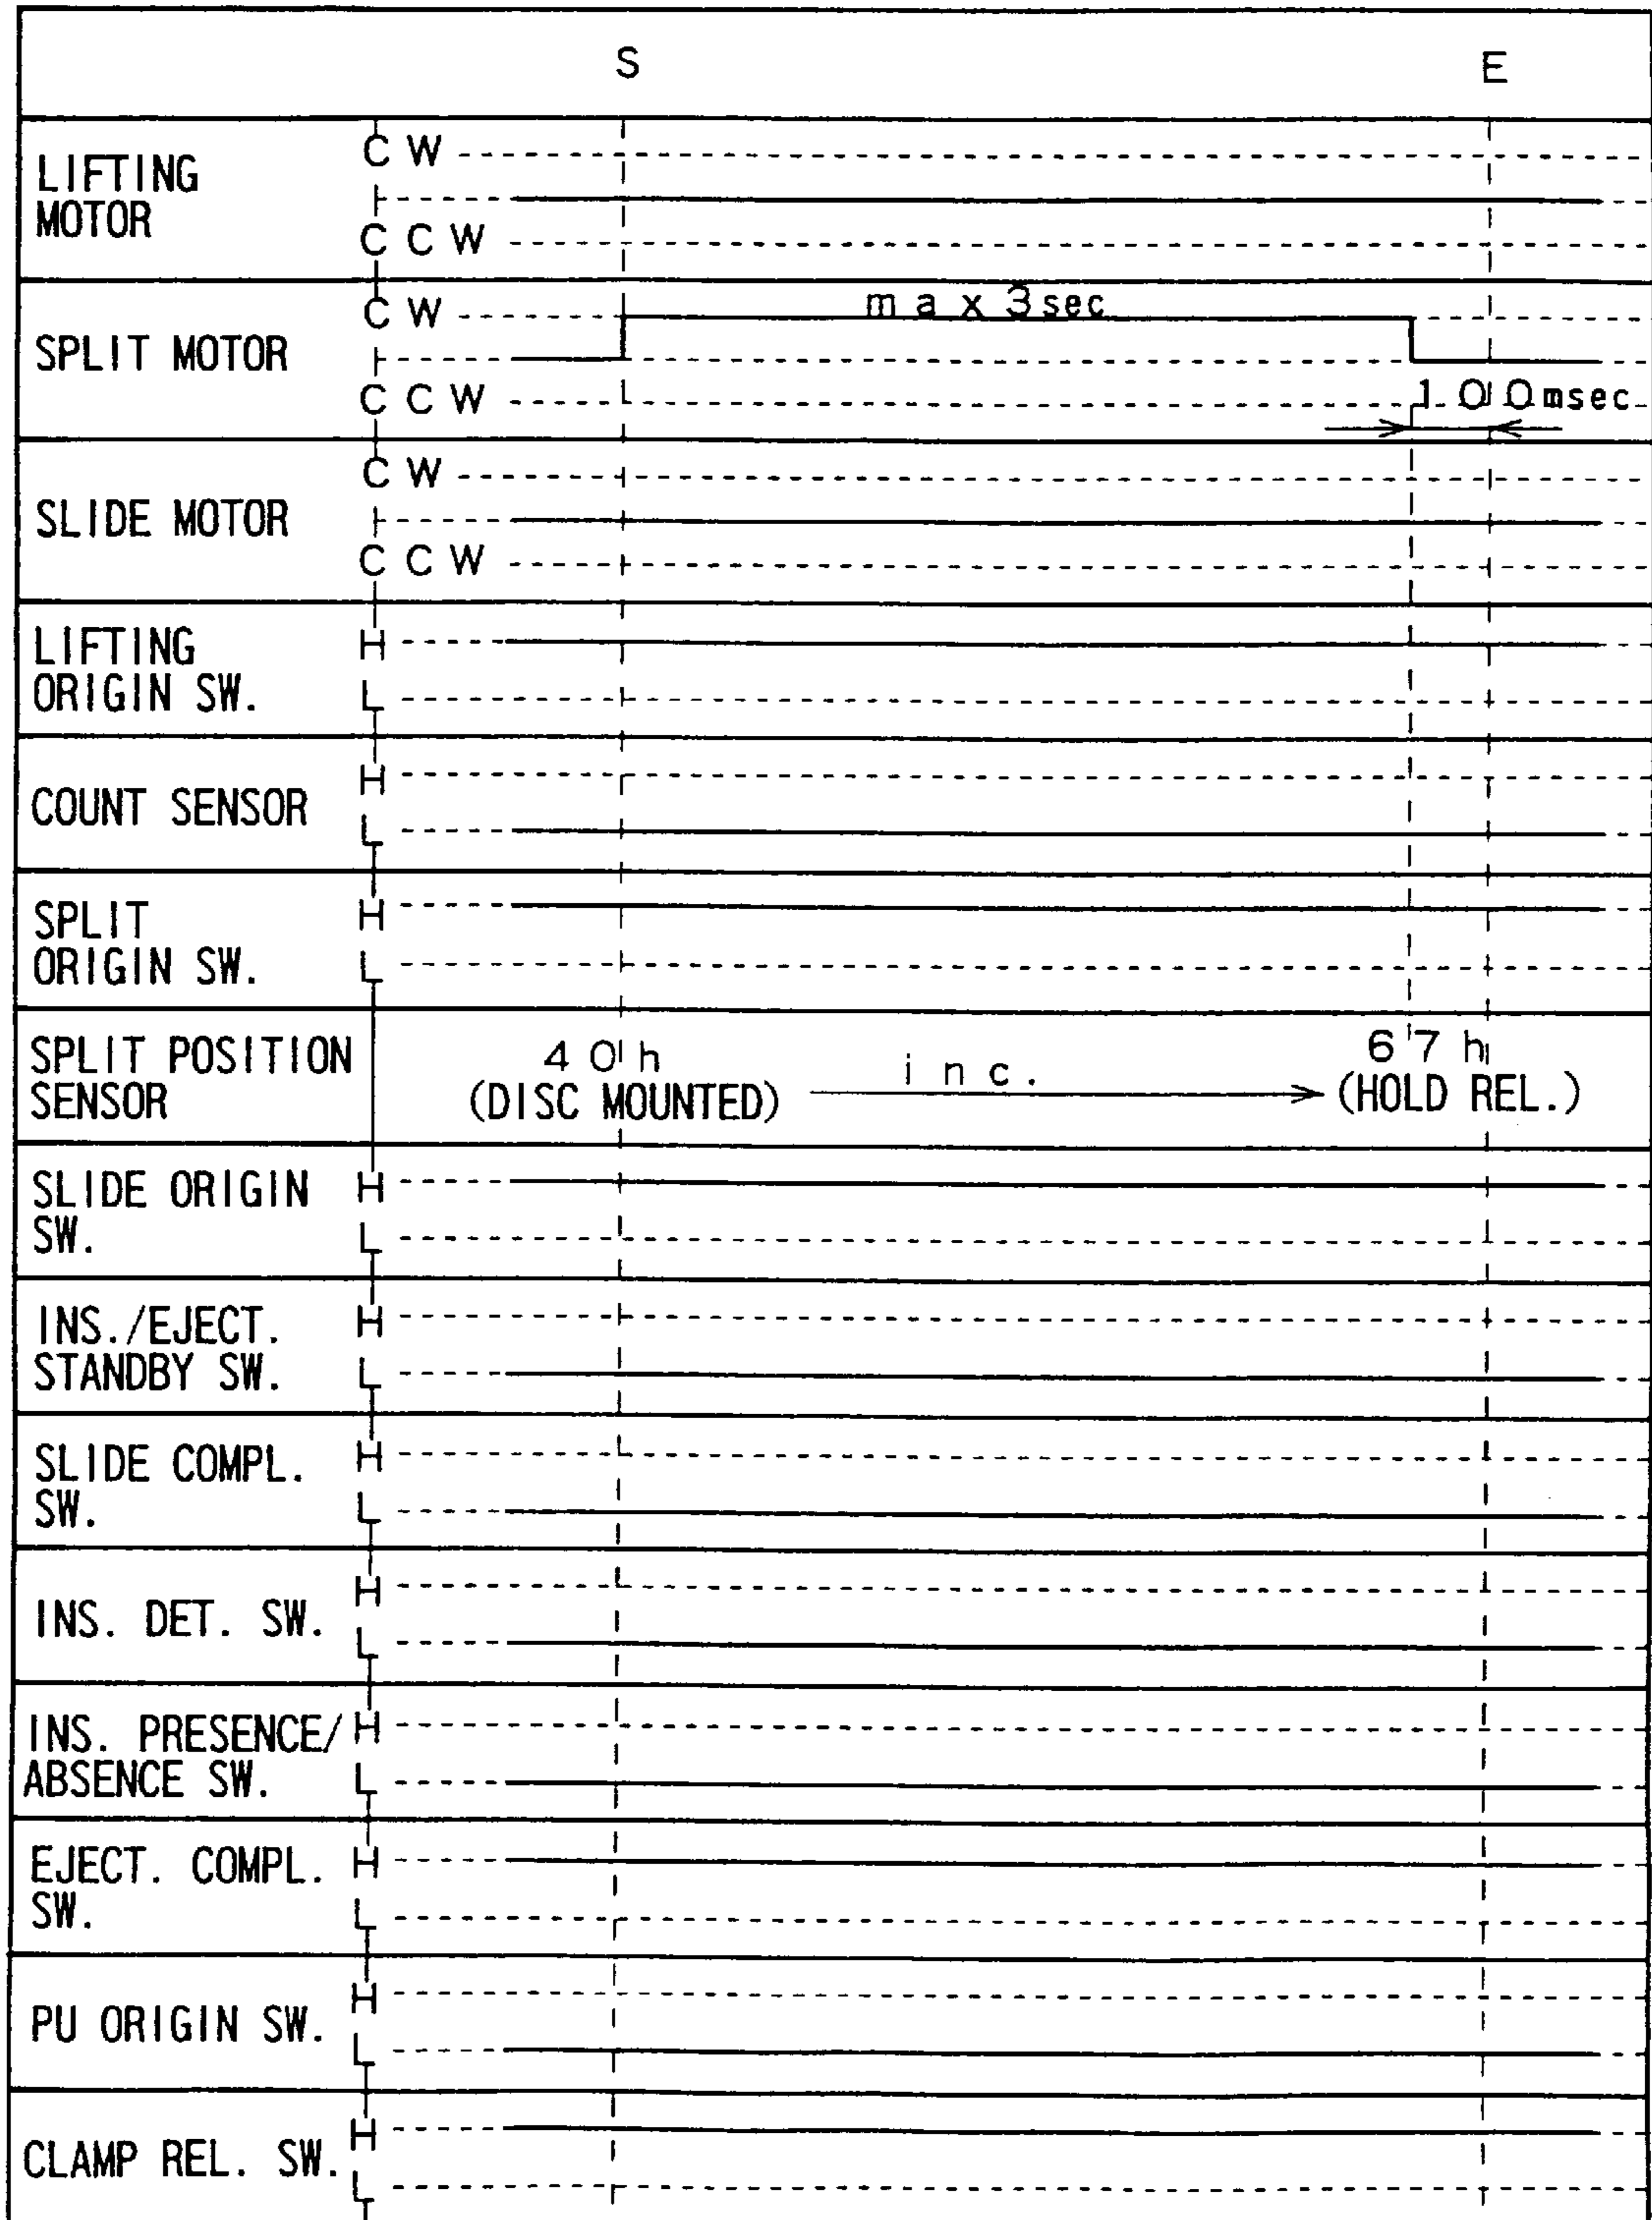 S E
LIFTING
MOTOR
CW
CCW
SPLIT MOTOR
CW
max 3sec
CCW
100msec
SLIDE MOTOR
CW
CCW
LIFTING
ORIGIN SW.
H
L
COUNT SENSOR
H
L
SPLIT
ORIGIN SW.
H
L
SPLIT POSITION
SENSOR
40h
(DISC MOUNTED)
inc.
67h
(HOLD REL.)
SLIDE ORIGIN
SW.
H
L
INS./EJECT.
STANDBY SW.
H
L
SLIDE COMPL.
SW.
H
L
INS. DET. SW.
H
L
INS. PRESENCE/
ABSENCE SW.
H
L
EJECT. COMPL.
SW.
H
L
PU ORIGIN SW.
H
L
CLAMP REL. SW.
H
L